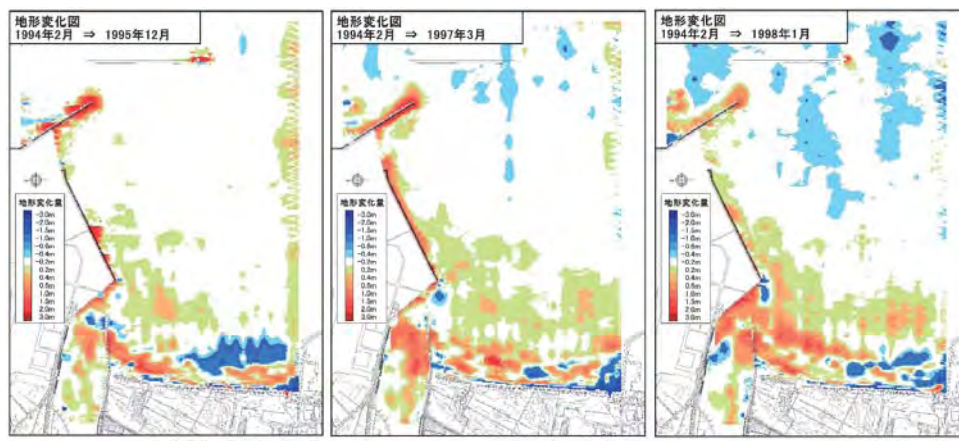 地形変化図
1994年2月 ⇒ 1995年12月
地形変化量
-3.0m
-2.0m
-1.5m
-1.0m
-0.6m
-0.4m
-0.2m
0.2m
0.4m
0.6m
1.0m
1.5m
2.0m
3.0m
地形変化図
1994年2月 ⇒ 1997年3月
地形変化量
-3.0m
-2.0m
-1.5m
-1.0m
-0.6m
-0.4m
-0.2m
0.2m
0.4m
0.6m
1.0m
1.5m
2.0m
3.0m
地形変化図
1994年2月 ⇒ 1998年1月
地形変化量
-3.0m
-2.0m
-1.5m
-1.0m
-0.6m
-0.4m
-0.2m
0.2m
0.4m
0.6m
1.0m
1.5m
2.0m
3.0m